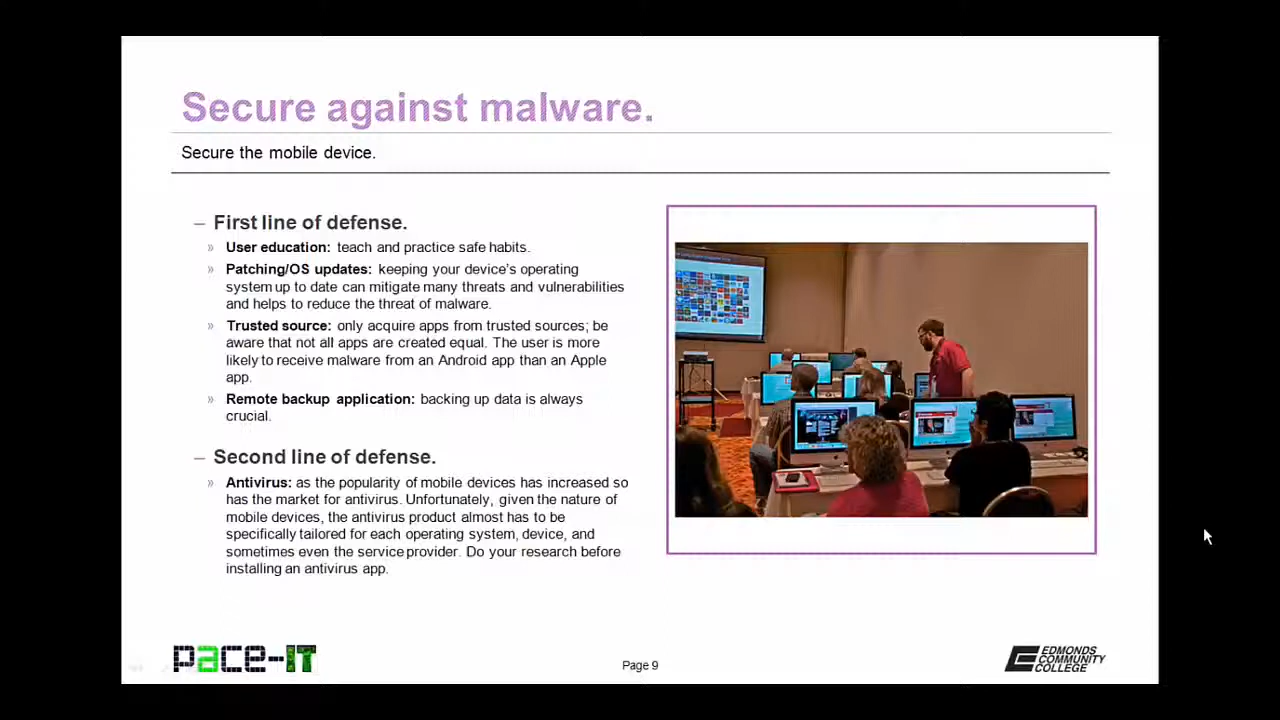 Secure against malware.
Secure the mobile device.
– First line of defense.
» User education: teach and practice safe habits.
» Patching/OS updates: keeping your device's operating
system up to date can mitigate many threats and vulnerabilities
and helps to reduce the threat of malware.
» Trusted source: only acquire apps from trusted sources; be
aware that not all apps are created equal. The user is more
likely to receive malware from an Android app than an Apple
app.
» Remote backup application: backing up data is always
crucial.
– Second line of defense.
» Antivirus: as the popularity of mobile devices has increased so
has the market for antivirus. Unfortunately, given the nature of
mobile devices, the antivirus product almost has to be
specifically tailored for each operating system, device, and
sometimes even the service provider. Do your research before
installing an antivirus app.
pace-IT
Page 9
EDMONDS
COMMUNITY
COLLEGE